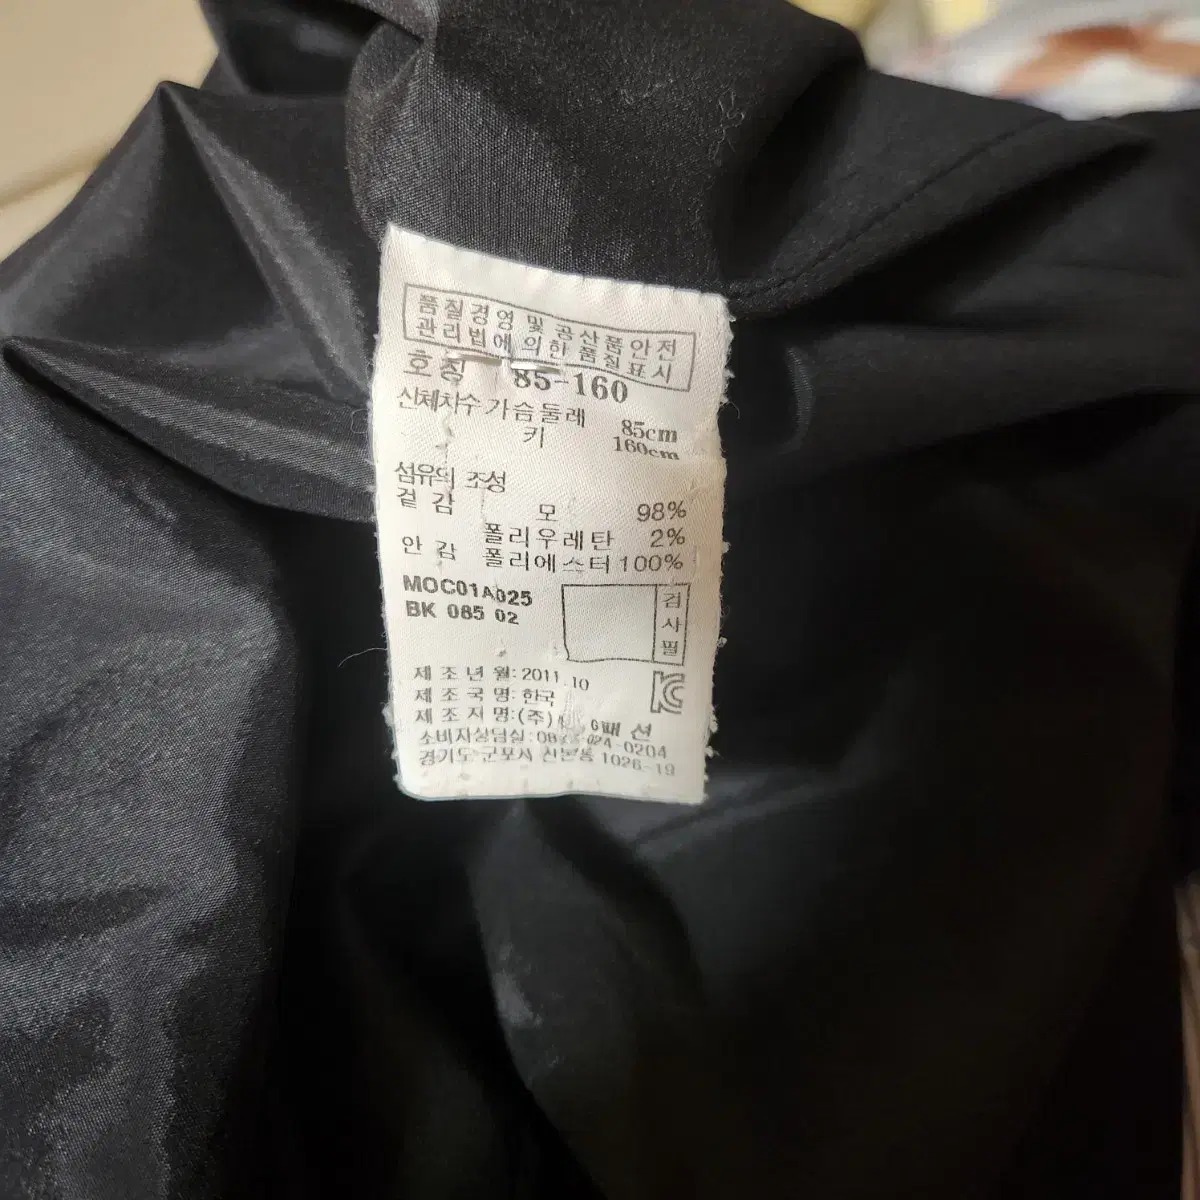 품질경영 및 공산품안전
관리법에 의한 품질표시
호칭 85-160
신체치수 가슴둘레 85cm
키 160cm
섬유의 조성
겉감 모 98%
폴리우레탄 2%
안감 폴리에스터 100%
MOC01A025
BK 085 02
검사필
제조년월: 2011.10
제조국명: 한국
제조자명: (주) 패션
소비자상담실: 024-0204
경기도 군포시 산본동 1026-19